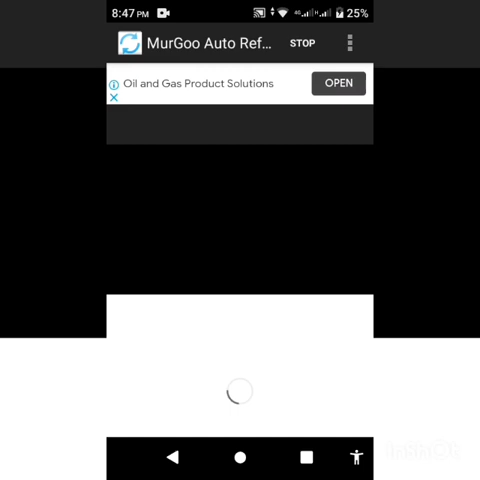 8:47 PM 25%
MurGoo Auto Ref... STOP
Oil and Gas Product Solutions OPEN